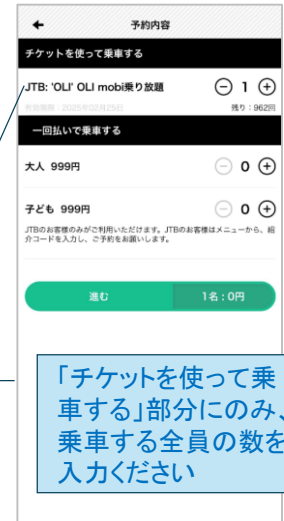 予約内容
チケットを使って乗車する
JTB: 'OLI' OLI mobi乗り放題
1
有効期限：2025年02月25日
残り：962回
一回払いで乗車する
大人 999円
0
子ども 999円
0
JTBのお客様のみがご利用いただけます。JTBのお客様はメニューから、紹
介コードを入力し、ご予約をお願いします。
進む
1名：0円
「チケットを使って乗
車する」部分にのみ、
乗車する全員の数を
入力ください